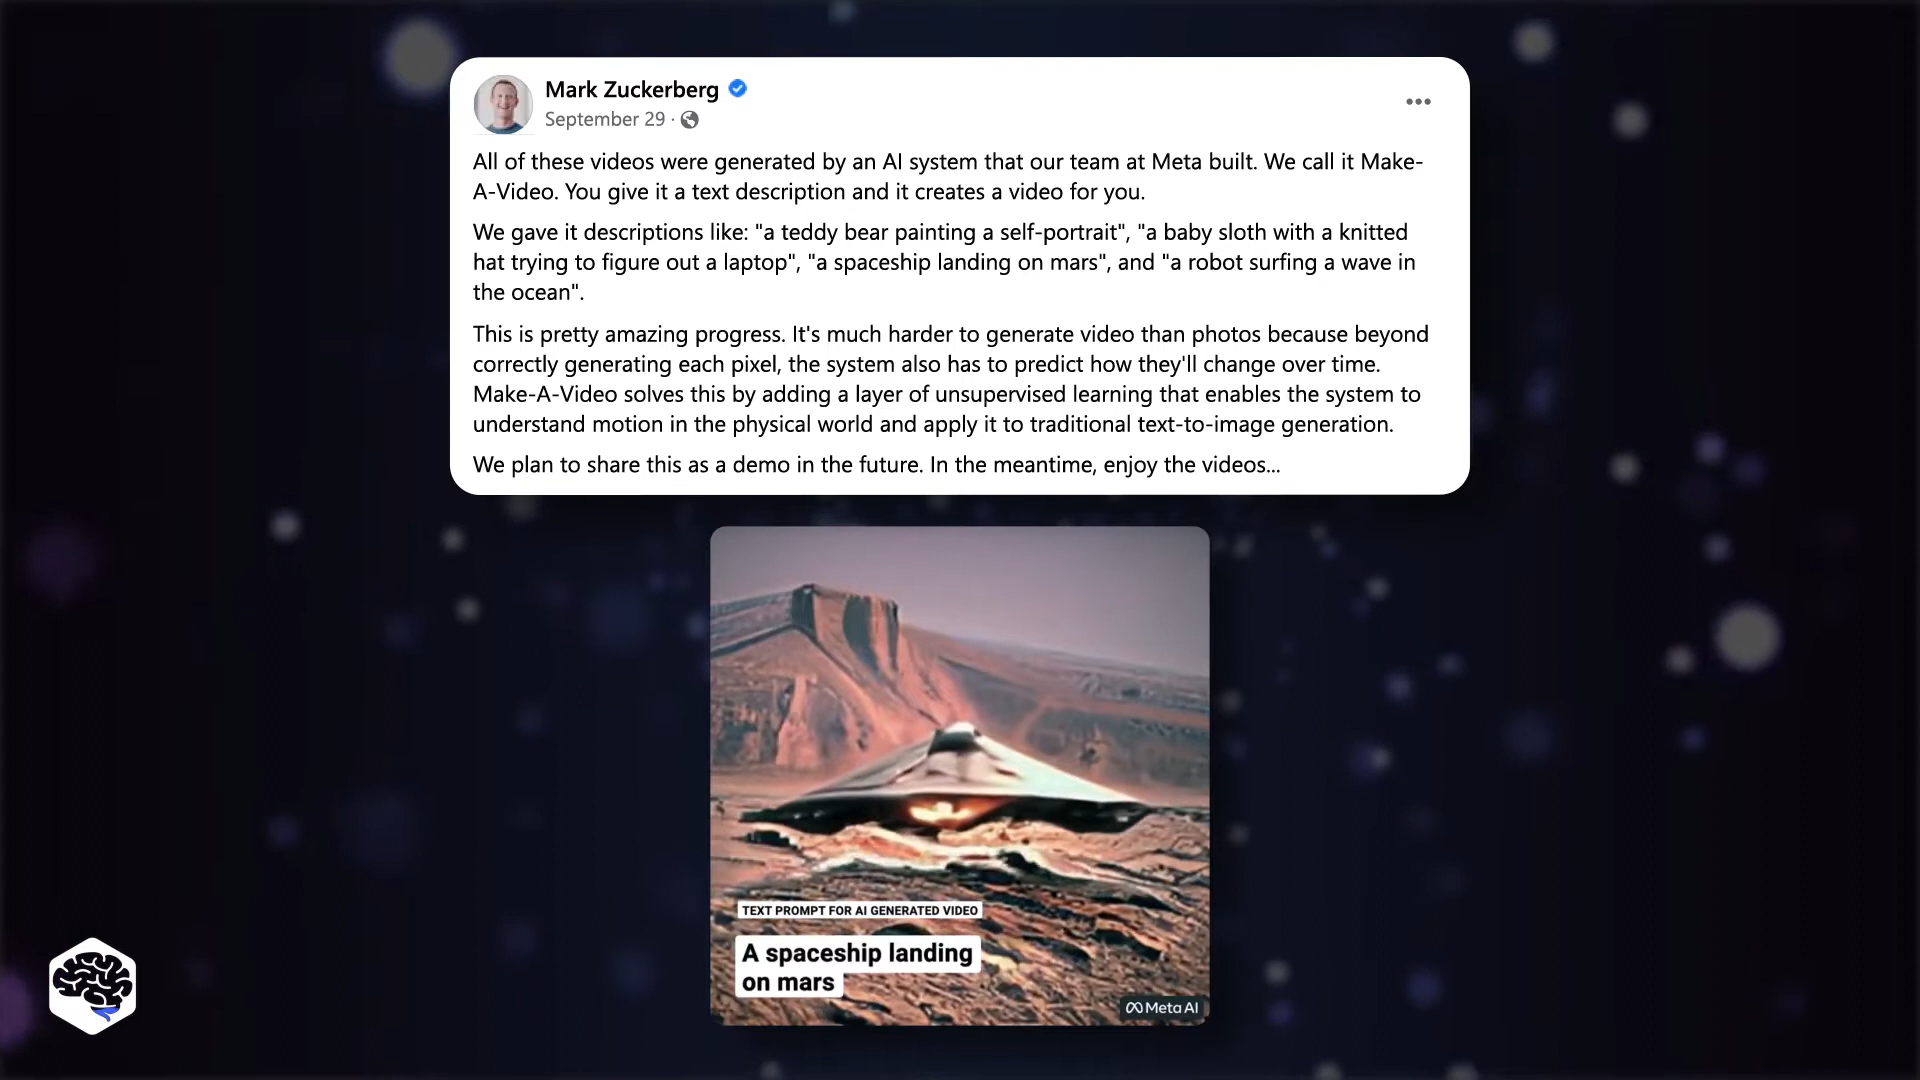 Mark Zuckerberg
September 29 ·
All of these videos were generated by an AI system that our team at Meta built. We call it Make-
A-Video. You give it a text description and it creates a video for you.
We gave it descriptions like: "a teddy bear painting a self-portrait", "a baby sloth with a knitted
hat trying to figure out a laptop", "a spaceship landing on mars", and "a robot surfing a wave in
the ocean".
This is pretty amazing progress. It's much harder to generate video than photos because beyond
correctly generating each pixel, the system also has to predict how they'll change over time.
Make-A-Video solves this by adding a layer of unsupervised learning that enables the system to
understand motion in the physical world and apply it to traditional text-to-image generation.
We plan to share this as a demo in the future. In the meantime, enjoy the videos...
TEXT PROMPT FOR AI GENERATED VIDEO
A spaceship landing
on mars
Meta AI